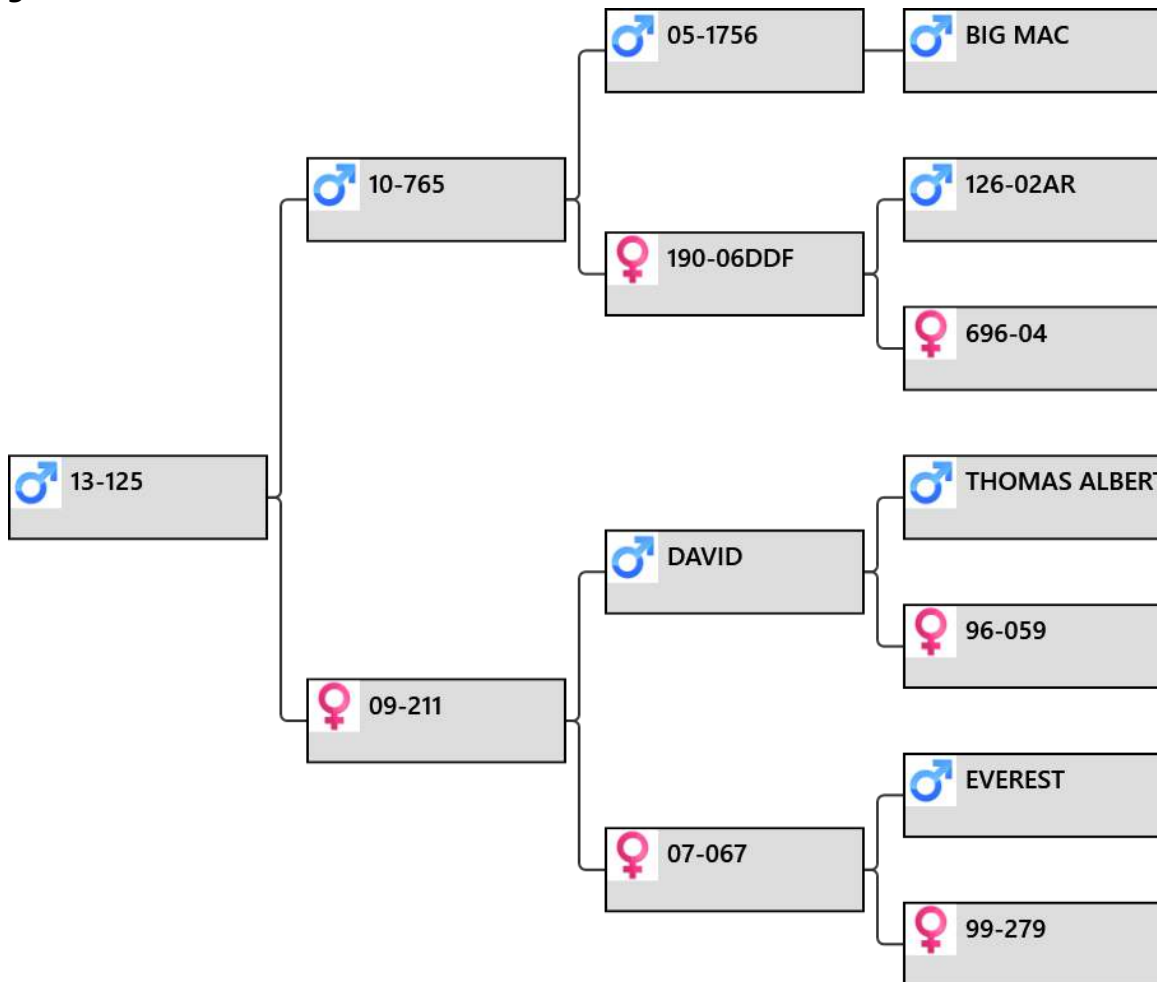 05-1756
BIG MAC
10-765
126-02AR
190-06DDF
696-04
13-125
THOMAS ALBERT
DAVID
96-059
09-211
EVEREST
07-067
99-279